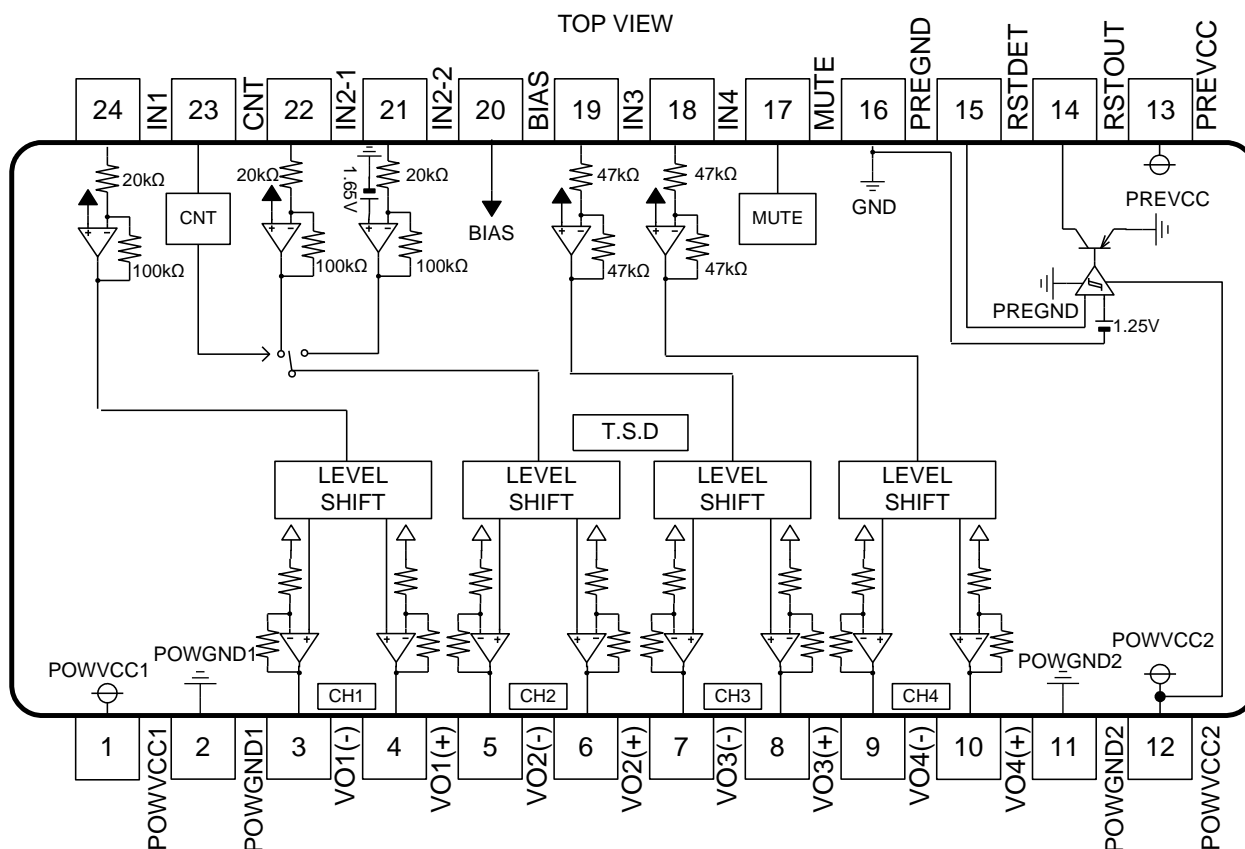 TOP VIEW
24
IN1
23
CNT
22
IN2-1
21
IN2-2
20
BIAS
19
IN3
18
IN4
17
MUTE
16
PREGND
15
RSTDET
14
RSTOUT
13
PREVCC
20kΩ
CNT
20kΩ
1.65V
20kΩ
BIAS
47kΩ
47kΩ
MUTE
GND
PREVCC
+ -
100kΩ
+ -
100kΩ
+ -
100kΩ
+ -
47kΩ
+ -
47kΩ
PREGND
1.25V
T.S.D
LEVEL
SHIFT
LEVEL
SHIFT
LEVEL
SHIFT
LEVEL
SHIFT
- +
+ -
- +
+ -
- +
+ -
- +
+ -
POWVCC1
POWGND1
CH1
CH2
CH3
CH4
POWGND2
POWVCC2
1
POWVCC1
2
POWGND1
3
VO1(-)
4
VO1(+)
5
VO2(-)
6
VO2(+)
7
VO3(-)
8
VO3(+)
9
VO4(-)
10
VO4(+)
11
POWGND2
12
POWVCC2